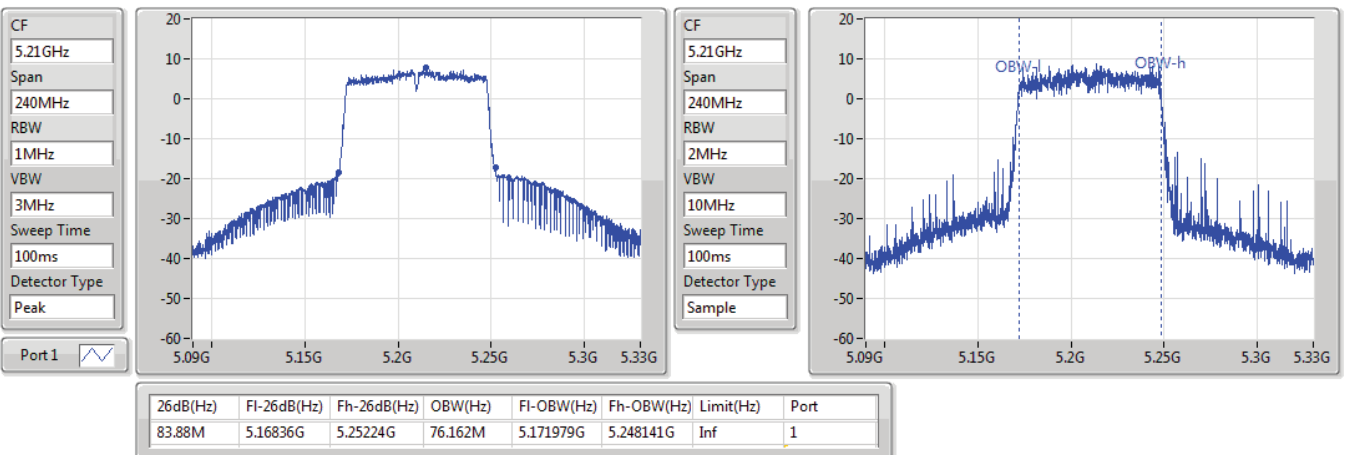 CF
5.21GHz
Span
240MHz
RBW
1MHz
VBW
3MHz
Sweep Time
100ms
Detector Type
Peak
Port 1
20
10
0
-10
-20
-30
-40
-50
-60
5.09G 5.15G 5.2G 5.25G 5.3G 5.33G
CF
5.21GHz
Span
240MHz
RBW
2MHz
VBW
10MHz
Sweep Time
100ms
Detector Type
Sample
20
10
0
-10
-20
-30
-40
-50
-60
OBW-l OBW-h
5.09G 5.15G 5.2G 5.25G 5.3G 5.33G
26dB(Hz) Fl-26dB(Hz) Fh-26dB(Hz) OBW(Hz) Fl-OBW(Hz) Fh-OBW(Hz) Limit(Hz) Port
83.88M 5.16836G 5.25224G 76.162M 5.171979G 5.248141G Inf 1